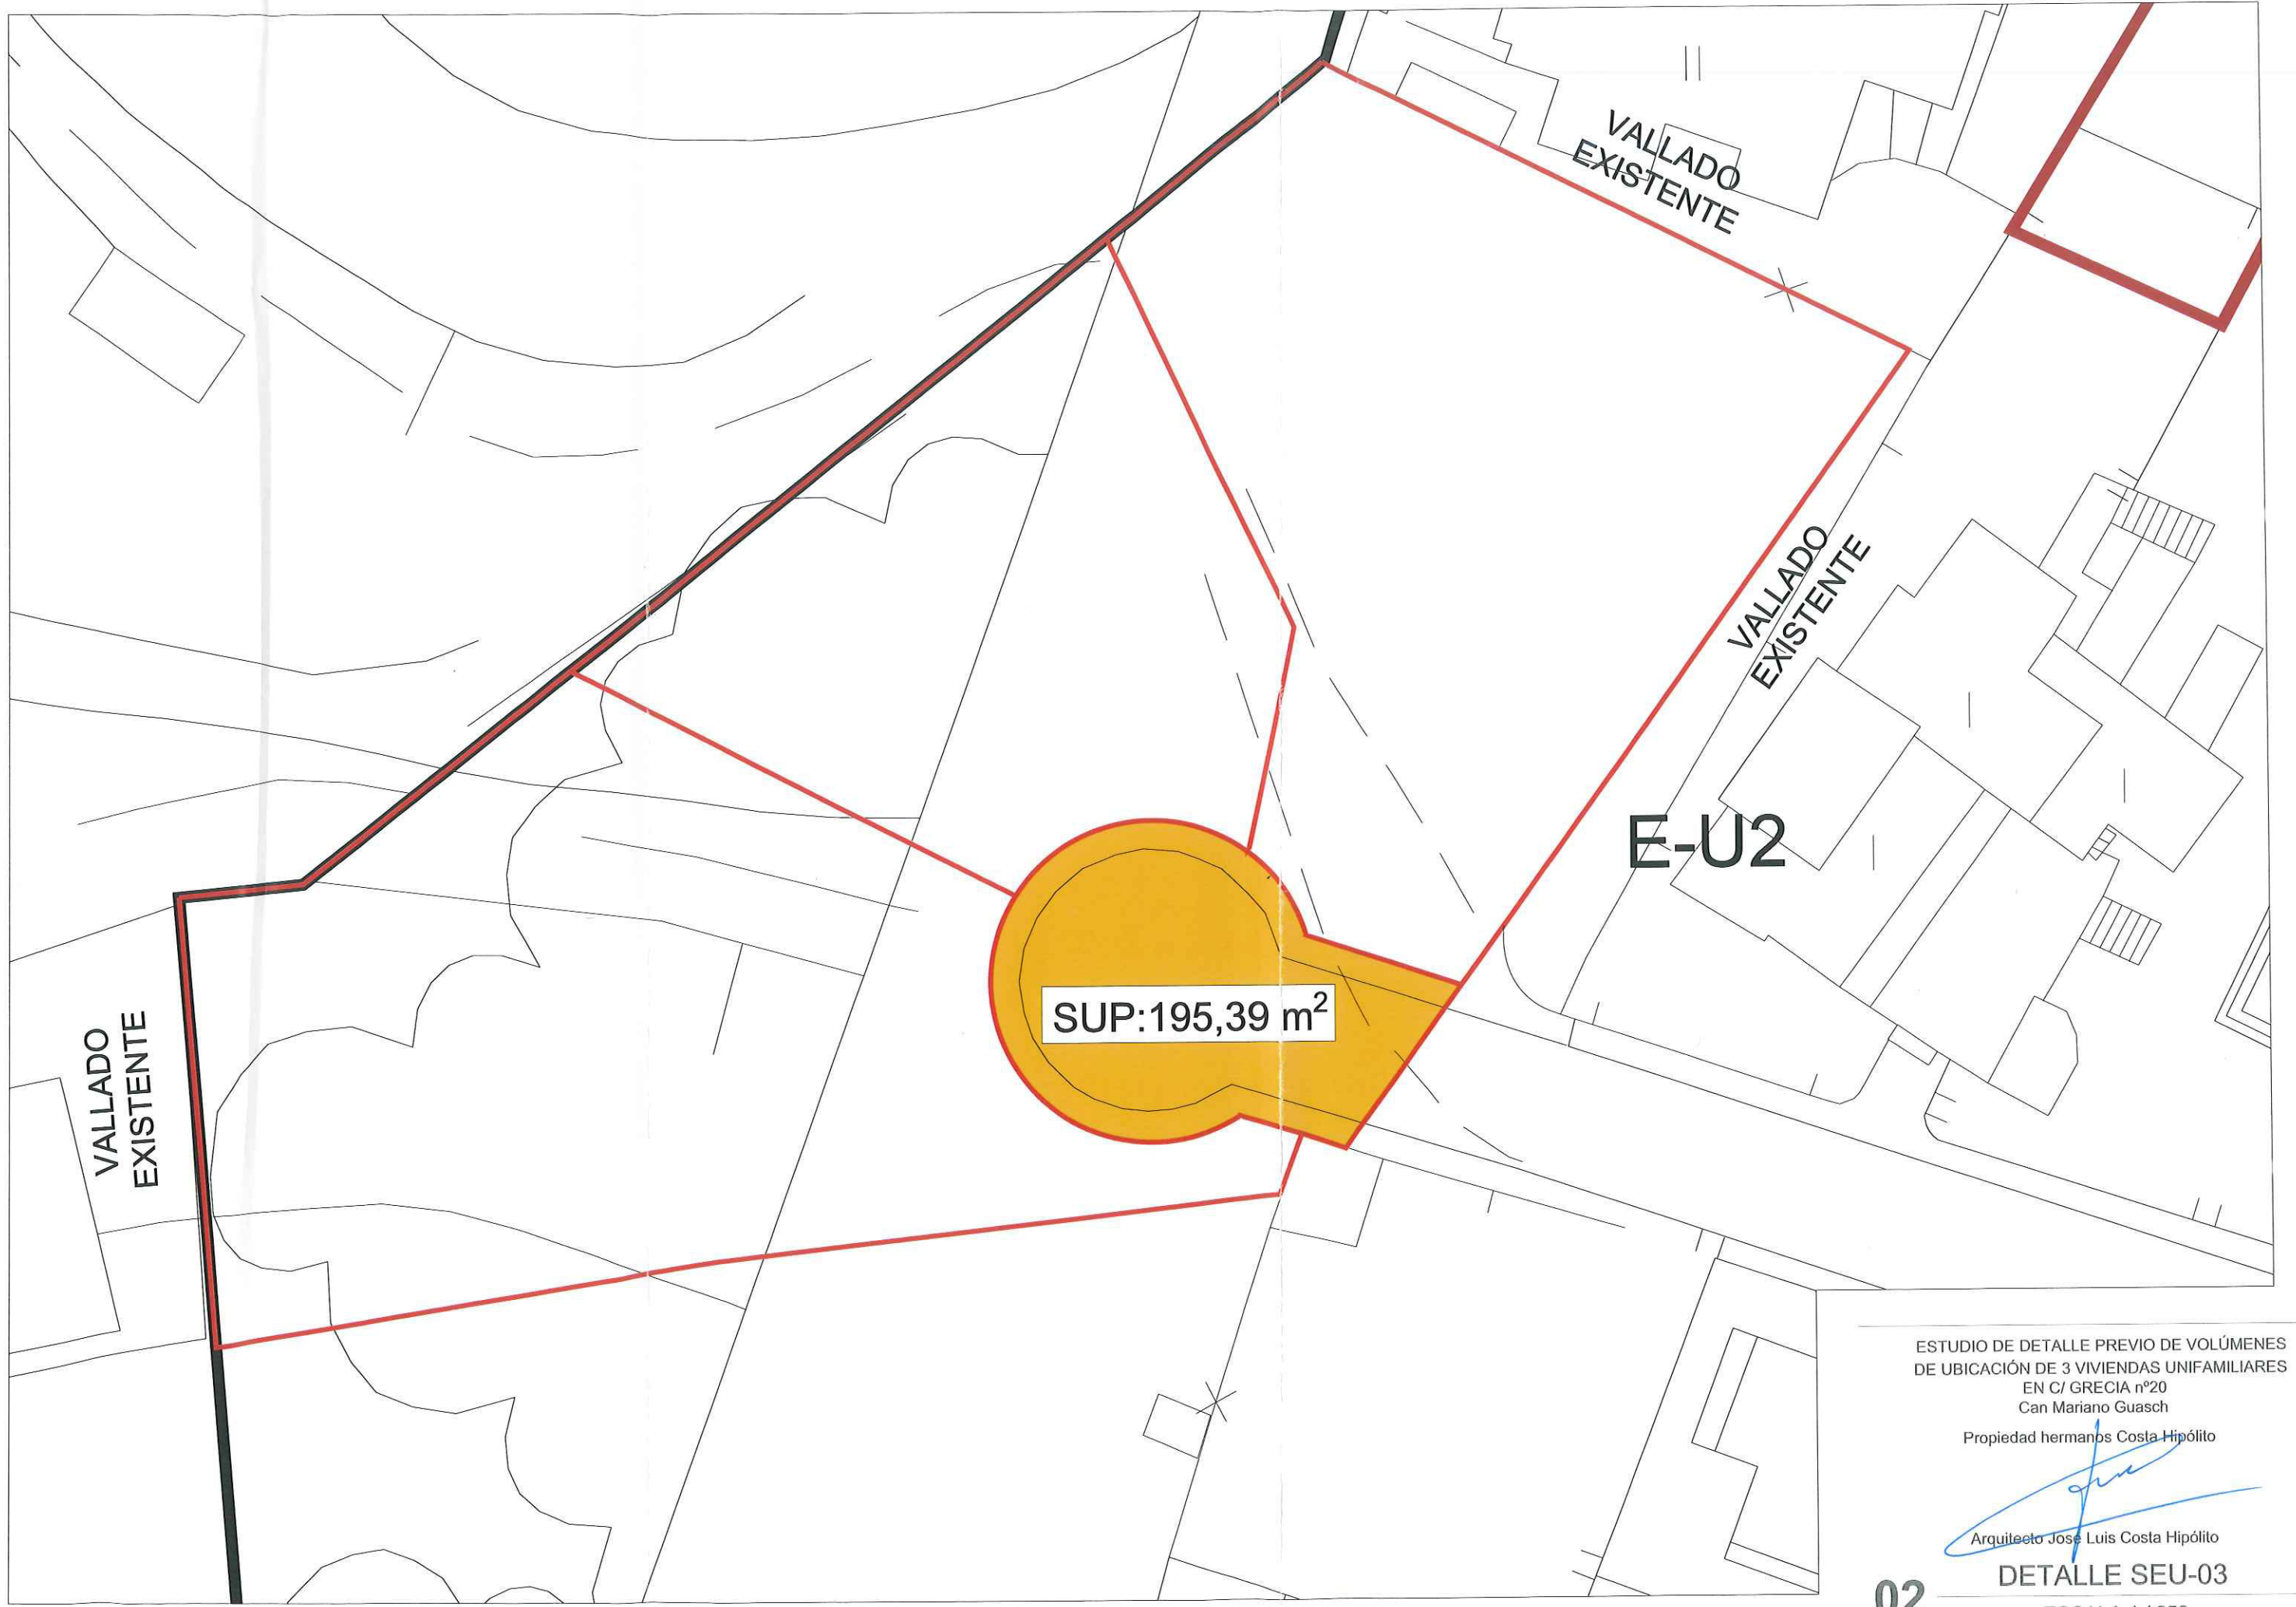 VALLADO
EXISTENTE
VALLADO
EXISTENTE
E-U2
SUP:195,39 m²
VALLADO
EXISTENTE
ESTUDIO DE DETALLE PREVIO DE VOLÚMENES
DE UBICACIÓN DE 3 VIVIENDAS UNIFAMILIARES
EN C/ GRECIA nº20
Can Mariano Guasch
Propiedad hermanos Costa Hipólito
Arquitecto José Luis Costa Hipólito
DETALLE SEU-03
02